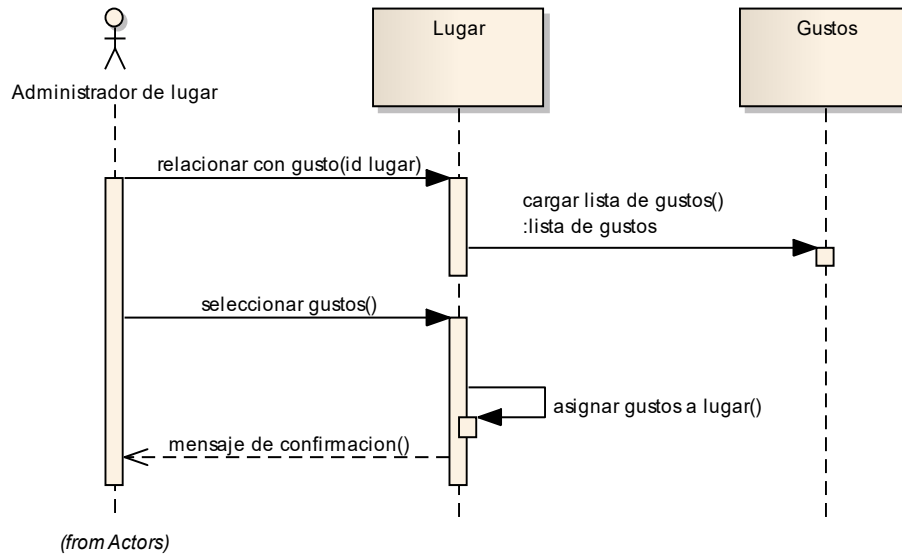 Lugar
Gustos
Administrador de lugar
relacionar con gusto(id lugar)
cargar lista de gustos()
:lista de gustos
seleccionar gustos()
asignar gustos a lugar()
mensaje de confirmacion()
(from Actors)